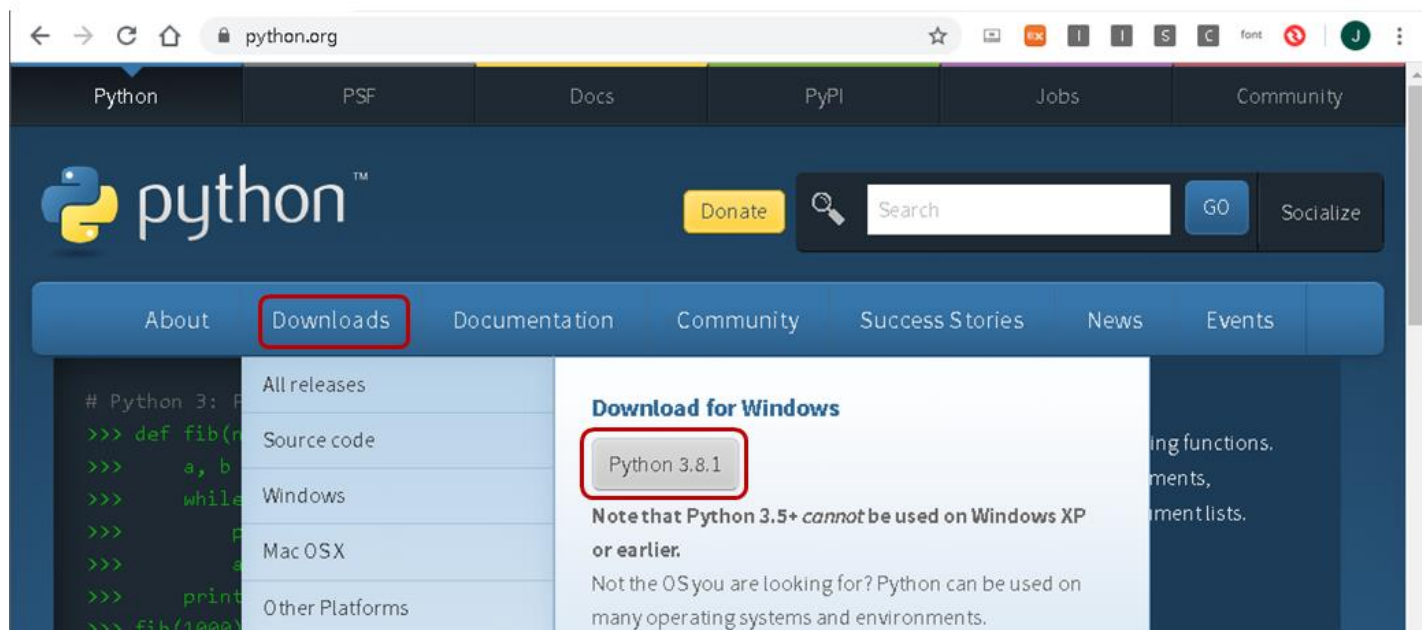 python.org
EX I I S C font J
Python PSF Docs PyPI Jobs Community
python™
Donate Search GO Socialize
About Downloads Documentation Community Success Stories News Events
All releases
Source code
Windows
Mac OS X
Other Platforms
# Python 3: F
>>> def fib(n
>>> a, b
>>> while
>>> p
>>> a
>>> print
>>> fib(1000)
Download for Windows
Python 3.8.1
Note that Python 3.5+ cannot be used on Windows XP
or earlier.
Not the OS you are looking for? Python can be used on
many operating systems and environments.
ing functions.
ments,
ument lists.